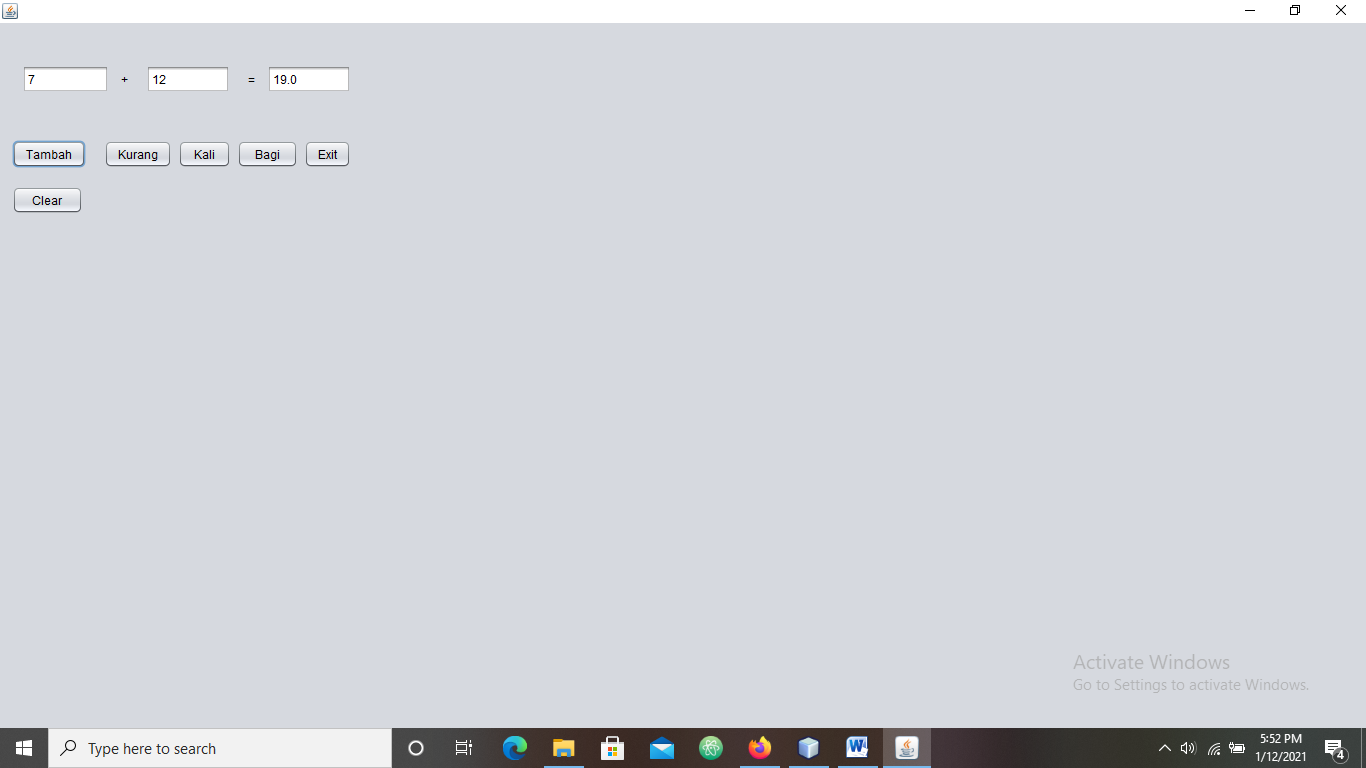 7 + 12 = 19.0
Tambah Kurang Kali Bagi Exit
Clear
Activate Windows
Go to Settings to activate Windows.
Type here to search
5:52 PM
1/12/2021
4